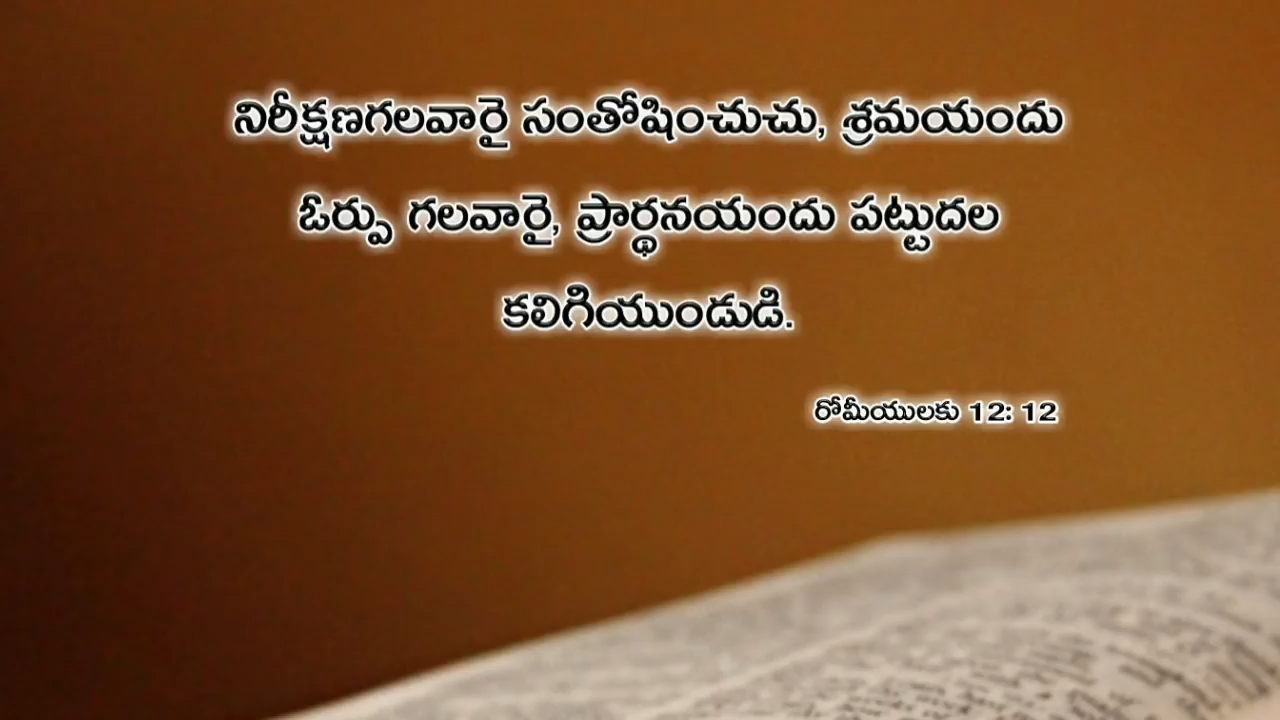 నిరీక్షణగలవారై సంతోషించుచు, శ్రమయందు
ఓర్పు గలవారై, ప్రార్థనయందు పట్టుదల
కలిగియుండుడి.
రోమీయులకు 12: 12